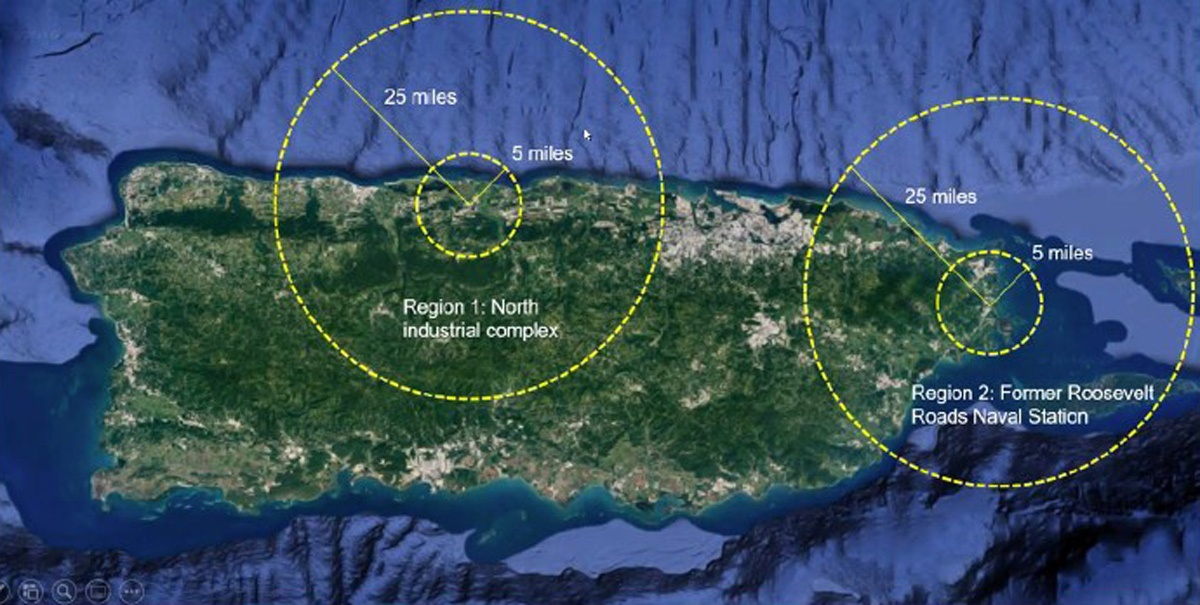 25 miles
5 miles
Region 1: North
industrial complex
25 miles
5 miles
Region 2: Former Roosevelt
Roads Naval Station